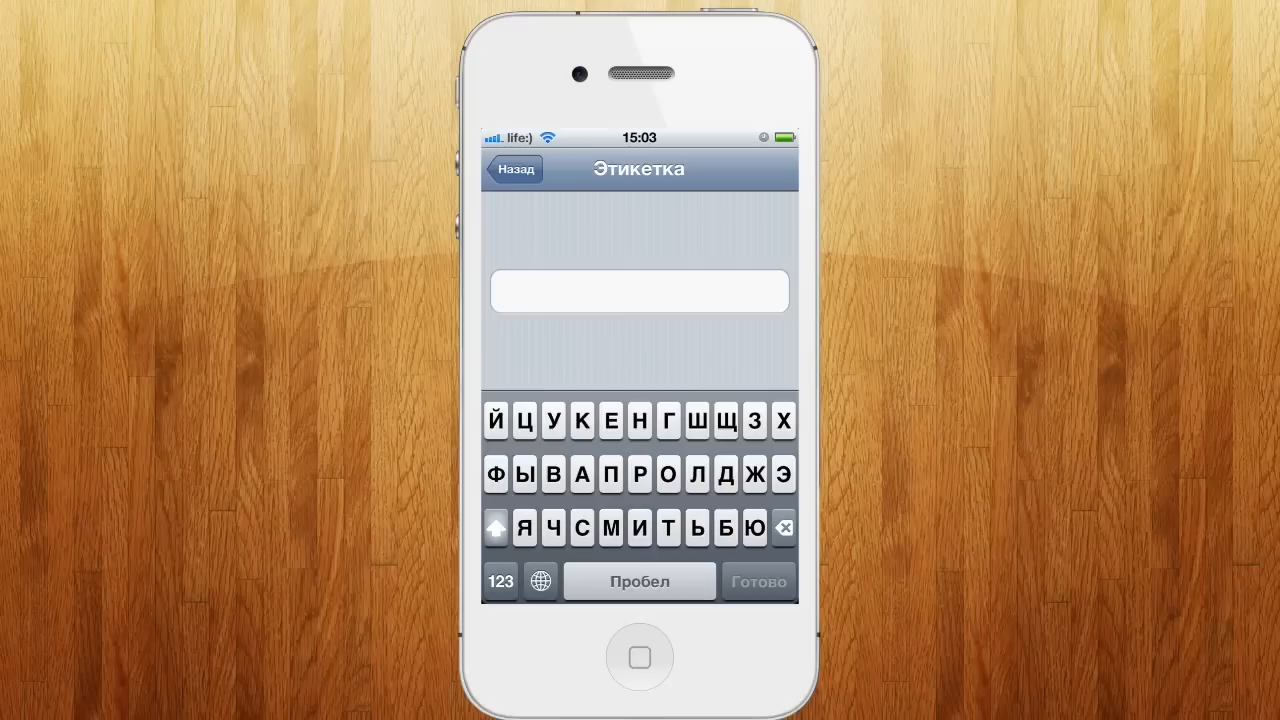 life:) 15:03
Назад Этикетка
Й Ц У К Е Н Г Ш Щ З Х
Ф Ы В А П Р О Л Д Ж Э
Я Ч С М И Т Ь Б Ю
123 Пробел Готово